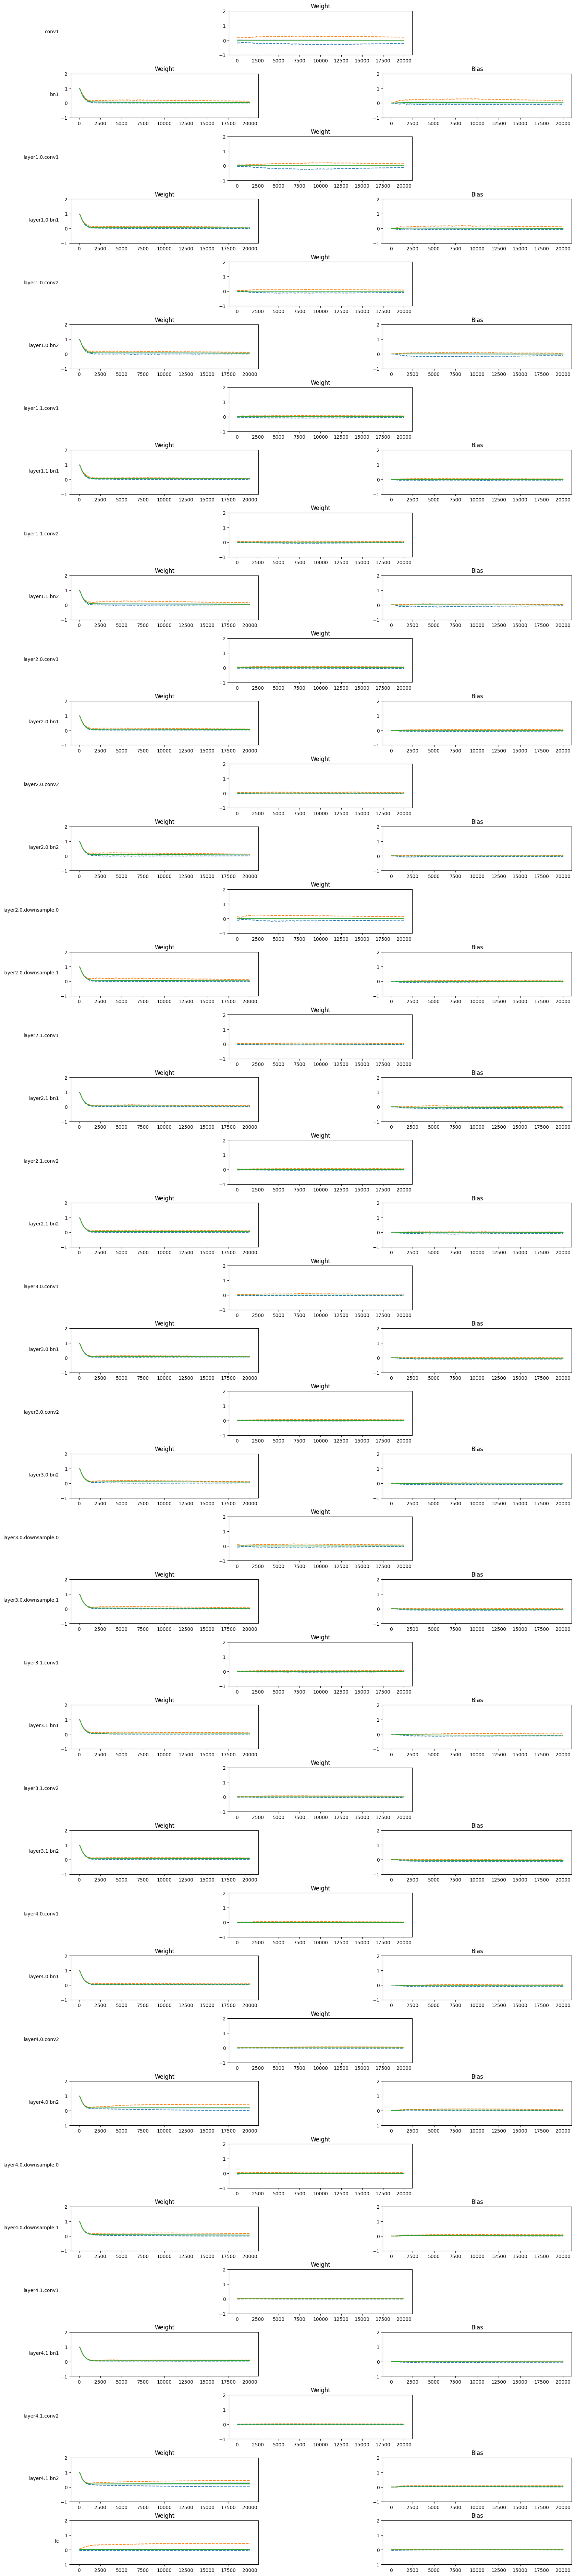 conv1
Weight
2 1 0 −1
0 2500 5000 7500 10000 12500 15000 17500 20000
bn1
Weight
2 1 0 −1
0 2500 5000 7500 10000 12500 15000 17500 20000
Bias
2 1 0 −1
0 2500 5000 7500 10000 12500 15000 17500 20000
layer1.0.conv1
Weight
2 1 0 −1
0 2500 5000 7500 10000 12500 15000 17500 20000
layer1.0.bn1
Weight
2 1 0 −1
0 2500 5000 7500 10000 12500 15000 17500 20000
Bias
2 1 0 −1
0 2500 5000 7500 10000 12500 15000 17500 20000
layer1.0.conv2
Weight
2 1 0 −1
0 2500 5000 7500 10000 12500 15000 17500 20000
layer1.0.bn2
Weight
2 1 0 −1
0 2500 5000 7500 10000 12500 15000 17500 20000
Bias
2 1 0 −1
0 2500 5000 7500 10000 12500 15000 17500 20000
layer1.1.conv1
Weight
2 1 0 −1
0 2500 5000 7500 10000 12500 15000 17500 20000
layer1.1.bn1
Weight
2 1 0 −1
0 2500 5000 7500 10000 12500 15000 17500 20000
Bias
2 1 0 −1
0 2500 5000 7500 10000 12500 15000 17500 20000
layer1.1.conv2
Weight
2 1 0 −1
0 2500 5000 7500 10000 12500 15000 17500 20000
layer1.1.bn2
Weight
2 1 0 −1
0 2500 5000 7500 10000 12500 15000 17500 20000
Bias
2 1 0 −1
0 2500 5000 7500 10000 12500 15000 17500 20000
layer2.0.conv1
Weight
2 1 0 −1
0 2500 5000 7500 10000 12500 15000 17500 20000
layer2.0.bn1
Weight
2 1 0 −1
0 2500 5000 7500 10000 12500 15000 17500 20000
Bias
2 1 0 −1
0 2500 5000 7500 10000 12500 15000 17500 20000
layer2.0.conv2
Weight
2 1 0 −1
0 2500 5000 7500 10000 12500 15000 17500 20000
layer2.0.bn2
Weight
2 1 0 −1
0 2500 5000 7500 10000 12500 15000 17500 20000
Bias
2 1 0 −1
0 2500 5000 7500 10000 12500 15000 17500 20000
layer2.0.downsample.0
Weight
2 1 0 −1
0 2500 5000 7500 10000 12500 15000 17500 20000
layer2.0.downsample.1
Weight
2 1 0 −1
0 2500 5000 7500 10000 12500 15000 17500 20000
Bias
2 1 0 −1
0 2500 5000 7500 10000 12500 15000 17500 20000
layer2.1.conv1
Weight
2 1 0 −1
0 2500 5000 7500 10000 12500 15000 17500 20000
layer2.1.bn1
Weight
2 1 0 −1
0 2500 5000 7500 10000 12500 15000 17500 20000
Bias
2 1 0 −1
0 2500 5000 7500 10000 12500 15000 17500 20000
layer2.1.conv2
Weight
2 1 0 −1
0 2500 5000 7500 10000 12500 15000 17500 20000
layer2.1.bn2
Weight
2 1 0 −1
0 2500 5000 7500 10000 12500 15000 17500 20000
Bias
2 1 0 −1
0 2500 5000 7500 10000 12500 15000 17500 20000
layer3.0.conv1
Weight
2 1 0 −1
0 2500 5000 7500 10000 12500 15000 17500 20000
layer3.0.bn1
Weight
2 1 0 −1
0 2500 5000 7500 10000 12500 15000 17500 20000
Bias
2 1 0 −1
0 2500 5000 7500 10000 12500 15000 17500 20000
layer3.0.conv2
Weight
2 1 0 −1
0 2500 5000 7500 10000 12500 15000 17500 20000
layer3.0.bn2
Weight
2 1 0 −1
0 2500 5000 7500 10000 12500 15000 17500 20000
Bias
2 1 0 −1
0 2500 5000 7500 10000 12500 15000 17500 20000
layer3.0.downsample.0
Weight
2 1 0 −1
0 2500 5000 7500 10000 12500 15000 17500 20000
layer3.0.downsample.1
Weight
2 1 0 −1
0 2500 5000 7500 10000 12500 15000 17500 20000
Bias
2 1 0 −1
0 2500 5000 7500 10000 12500 15000 17500 20000
layer3.1.conv1
Weight
2 1 0 −1
0 2500 5000 7500 10000 12500 15000 17500 20000
layer3.1.bn1
Weight
2 1 0 −1
0 2500 5000 7500 10000 12500 15000 17500 20000
Bias
2 1 0 −1
0 2500 5000 7500 10000 12500 15000 17500 20000
layer3.1.conv2
Weight
2 1 0 −1
0 2500 5000 7500 10000 12500 15000 17500 20000
layer3.1.bn2
Weight
2 1 0 −1
0 2500 5000 7500 10000 12500 15000 17500 20000
Bias
2 1 0 −1
0 2500 5000 7500 10000 12500 15000 17500 20000
layer4.0.conv1
Weight
2 1 0 −1
0 2500 5000 7500 10000 12500 15000 17500 20000
layer4.0.bn1
Weight
2 1 0 −1
0 2500 5000 7500 10000 12500 15000 17500 20000
Bias
2 1 0 −1
0 2500 5000 7500 10000 12500 15000 17500 20000
layer4.0.conv2
Weight
2 1 0 −1
0 2500 5000 7500 10000 12500 15000 17500 20000
layer4.0.bn2
Weight
2 1 0 −1
0 2500 5000 7500 10000 12500 15000 17500 20000
Bias
2 1 0 −1
0 2500 5000 7500 10000 12500 15000 17500 20000
layer4.0.downsample.0
Weight
2 1 0 −1
0 2500 5000 7500 10000 12500 15000 17500 20000
layer4.0.downsample.1
Weight
2 1 0 −1
0 2500 5000 7500 10000 12500 15000 17500 20000
Bias
2 1 0 −1
0 2500 5000 7500 10000 12500 15000 17500 20000
layer4.1.conv1
Weight
2 1 0 −1
0 2500 5000 7500 10000 12500 15000 17500 20000
layer4.1.bn1
Weight
2 1 0 −1
0 2500 5000 7500 10000 12500 15000 17500 20000
Bias
2 1 0 −1
0 2500 5000 7500 10000 12500 15000 17500 20000
layer4.1.conv2
Weight
2 1 0 −1
0 2500 5000 7500 10000 12500 15000 17500 20000
layer4.1.bn2
Weight
2 1 0 −1
0 2500 5000 7500 10000 12500 15000 17500 20000
Bias
2 1 0 −1
0 2500 5000 7500 10000 12500 15000 17500 20000
fc
Weight
2 1 0 −1
0 2500 5000 7500 10000 12500 15000 17500 20000
Bias
2 1 0 −1
0 2500 5000 7500 10000 12500 15000 17500 20000